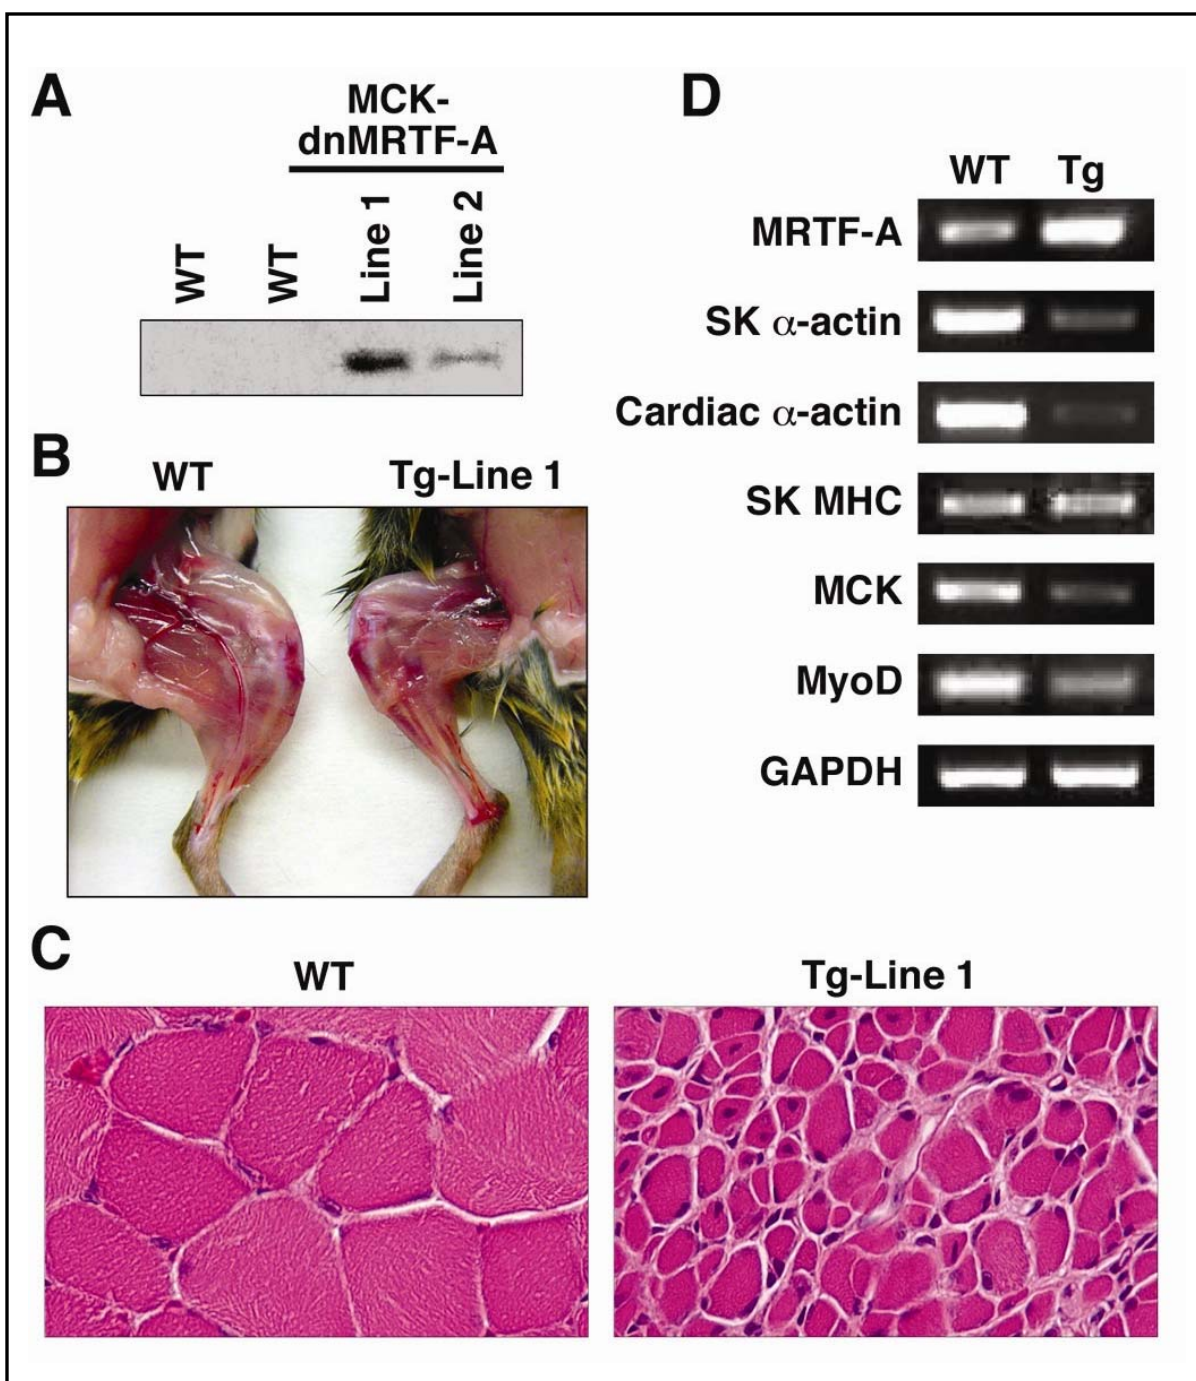 A
MCK-
dnMRTF-A
WT
WT
Line 1
Line 2
B
WT
Tg-Line 1
C
WT
Tg-Line 1
D
WT Tg
MRTF-A
SK α-actin
Cardiac α-actin
SK MHC
MCK
MyoD
GAPDH